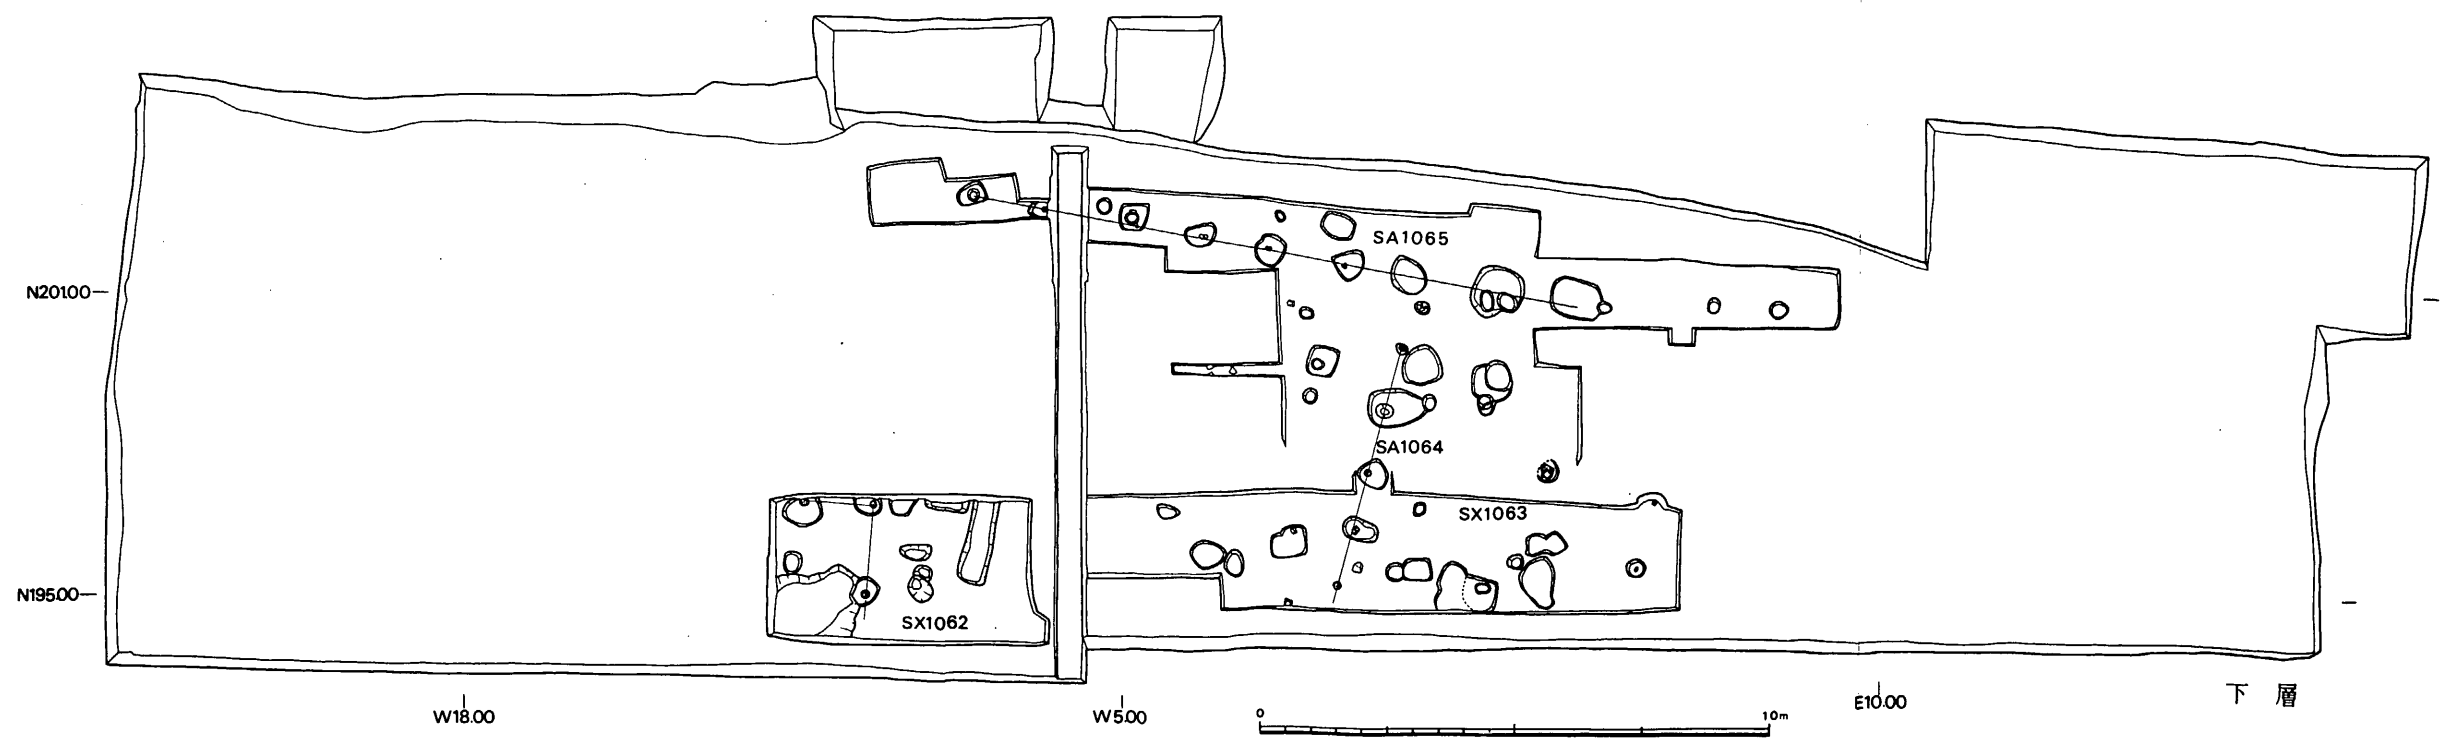 SA1065
N201.00
SA1064
SX1063
N195.00
SX1062
下層
W18.00
W5.00
E10.00
0
10m